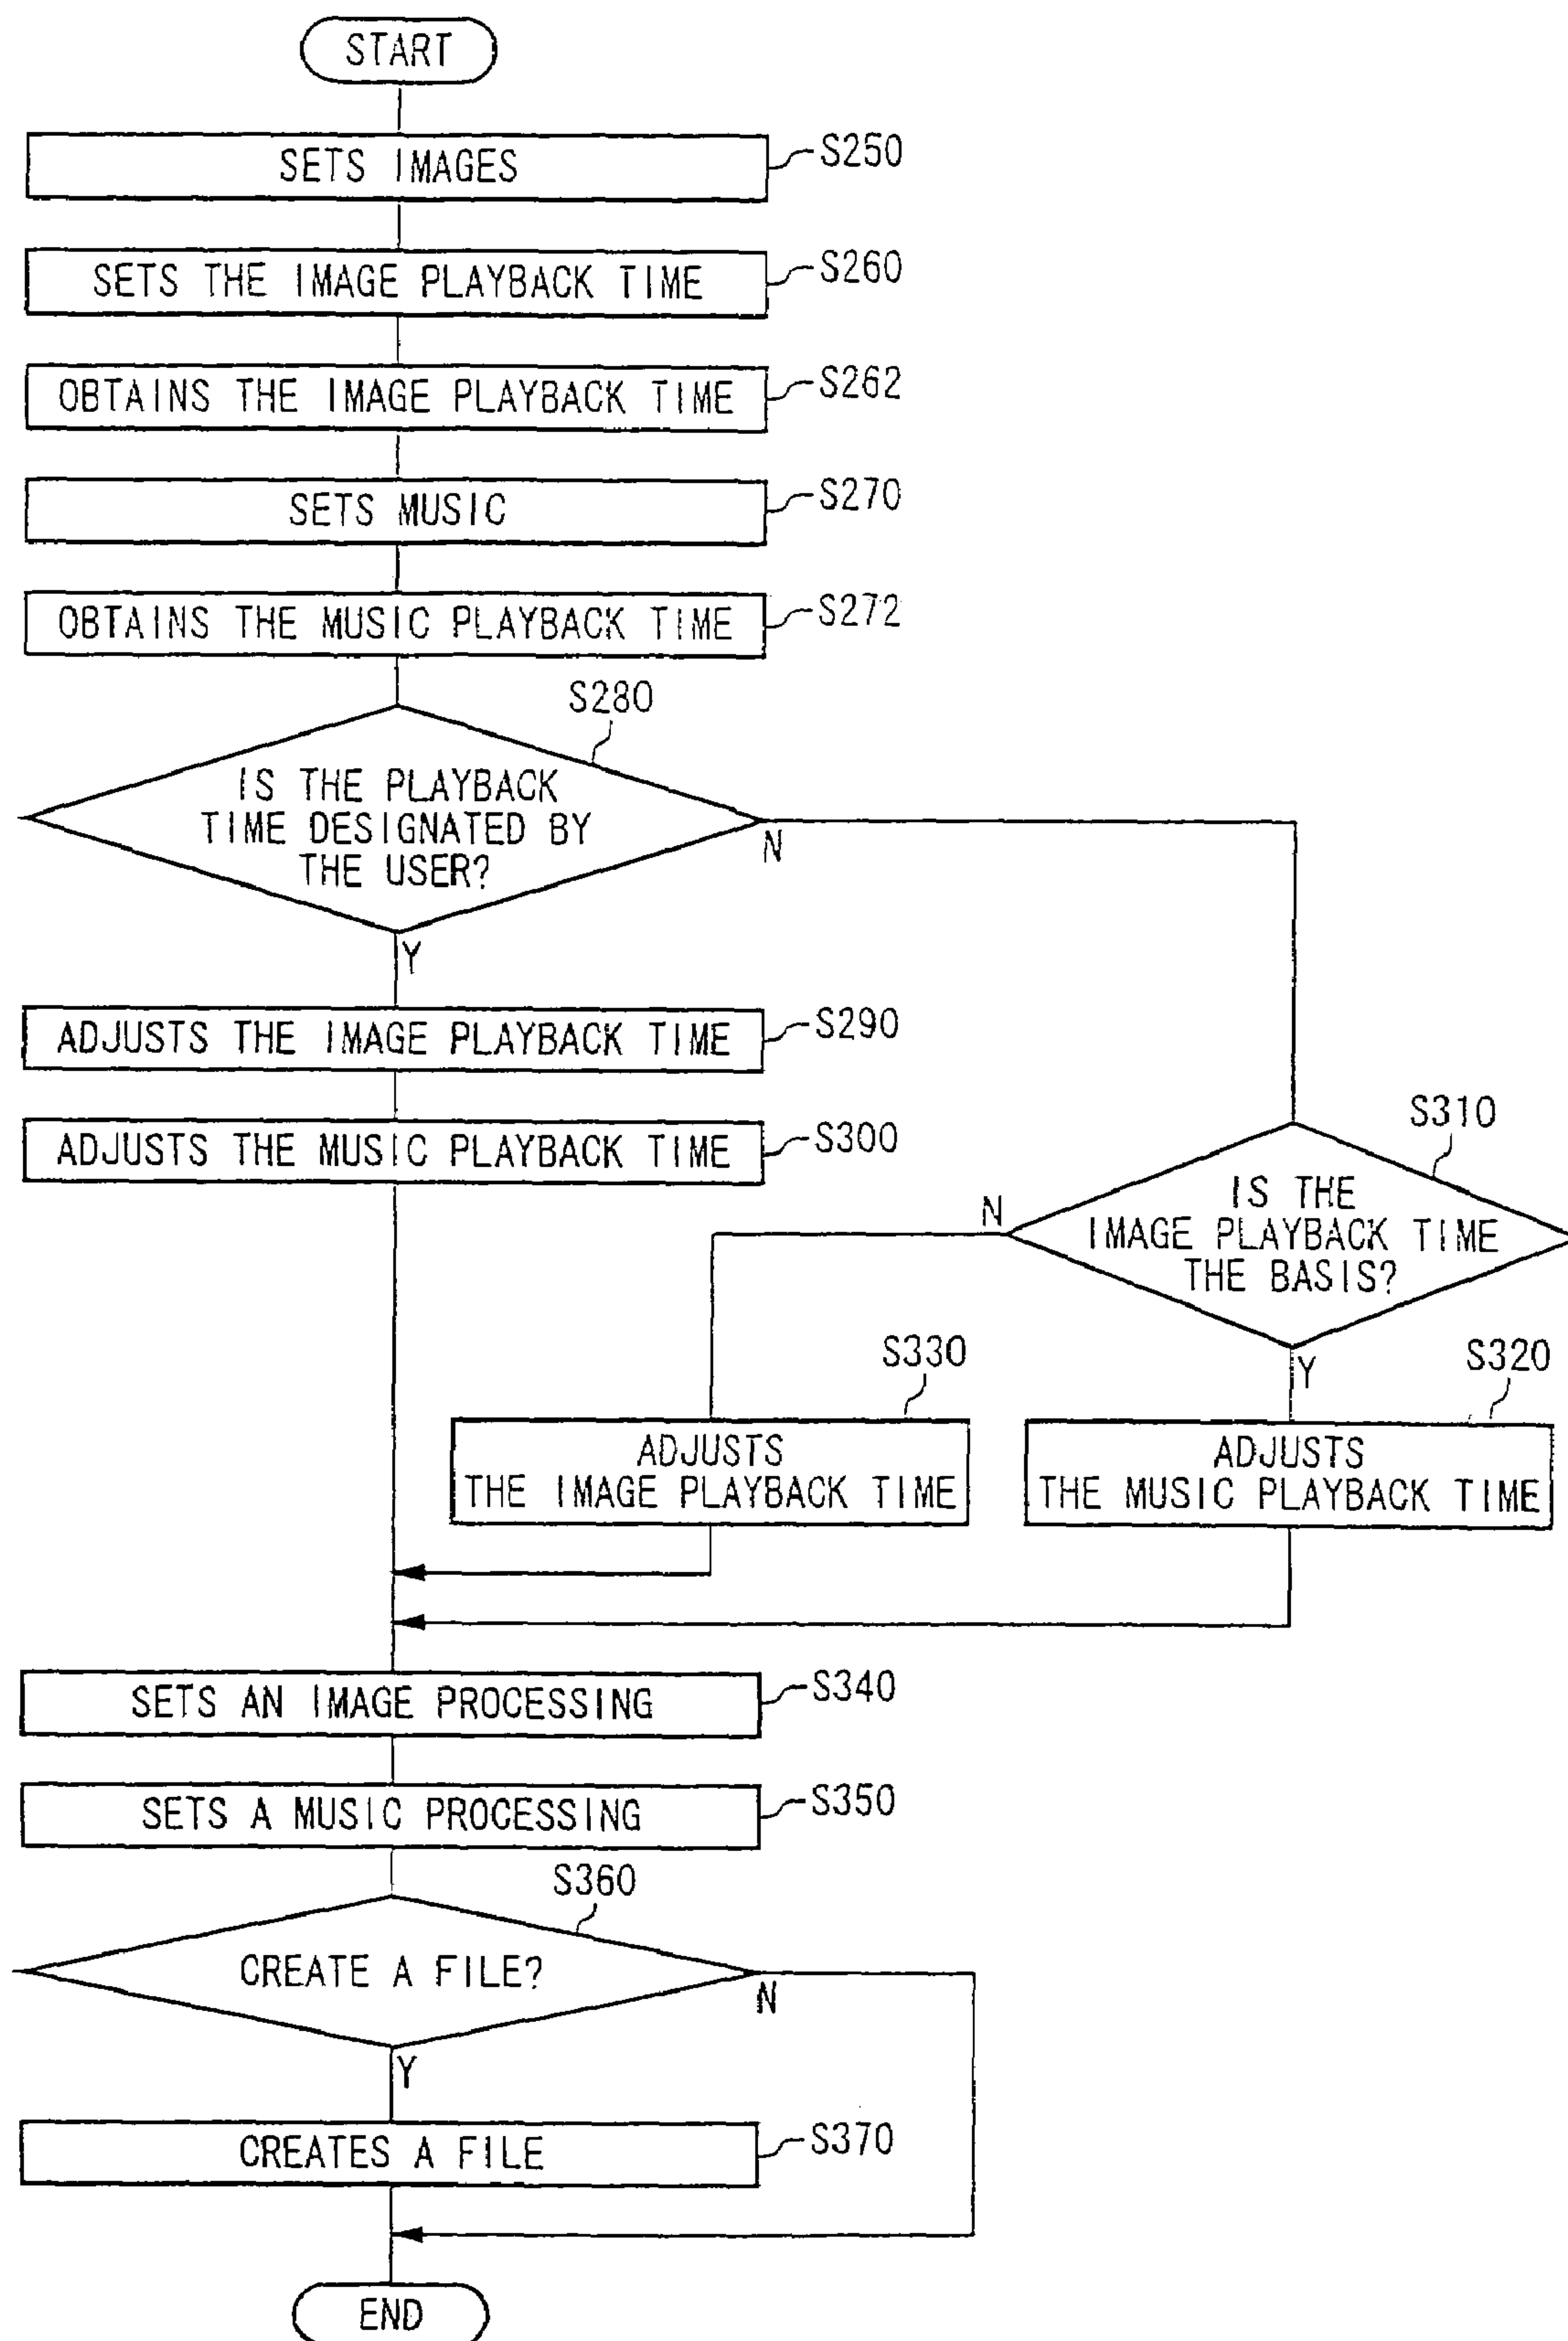 START
SETS IMAGES
S250
SETS THE IMAGE PLAYBACK TIME
S260
OBTAINS THE IMAGE PLAYBACK TIME
S262
SETS MUSIC
S270
OBTAINS THE MUSIC PLAYBACK TIME
S272
S280
IS THE PLAYBACK
TIME DESIGNATED BY
THE USER?
N
Y
ADJUSTS THE IMAGE PLAYBACK TIME
S290
ADJUSTS THE MUSIC PLAYBACK TIME
S300
S310
IS THE
IMAGE PLAYBACK TIME
THE BASIS?
N
Y
S330
ADJUSTS
THE IMAGE PLAYBACK TIME
S320
ADJUSTS
THE MUSIC PLAYBACK TIME
SETS AN IMAGE PROCESSING
S340
SETS A MUSIC PROCESSING
S350
S360
CREATE A FILE?
N
Y
CREATES A FILE
S370
END